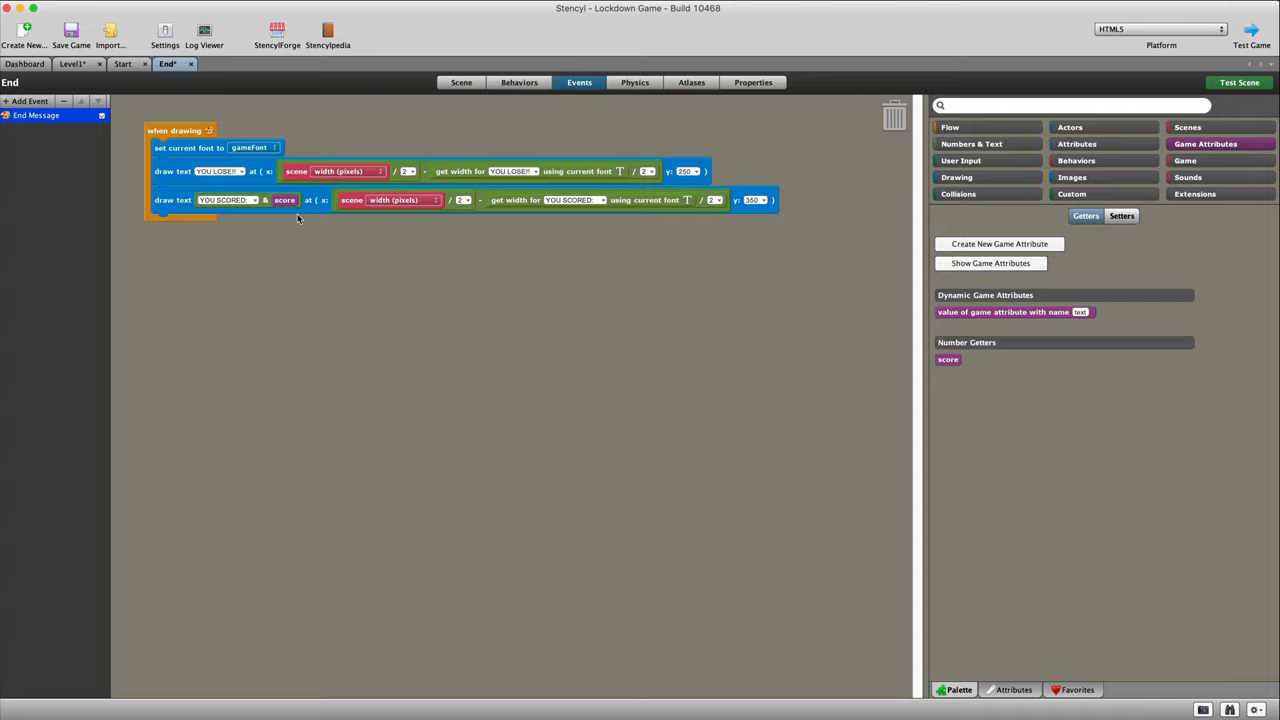 Stencyl - Lockdown Game - Build 10468
Create New... Save Game Import... Settings Log Viewer StencylForge Stencylpedia HTML5 Platform Test Game
Dashboard Level1* × Start × End* ×
End Scene Behaviors Events Physics Atlases Properties Test Scene
+ Add Event
End Message
when drawing
set current font to gameFont
draw text YOU LOSE!! at ( x: scene width (pixels) / 2 - get width for YOU LOSE!! using current font T / 2 y: 250 )
draw text YOU SCORED: & score at ( x: scene width (pixels) / 2 - get width for YOU SCORED: using current font T / 2 y: 350 )
Flow Actors Scenes
Numbers & Text Attributes Game Attributes
User Input Behaviors Game
Drawing Images Sounds
Collisions Custom Extensions
Getters Setters
Create New Game Attribute
Show Game Attributes
Dynamic Game Attributes
value of game attribute with name text
Number Getters
score
Palette Attributes Favorites